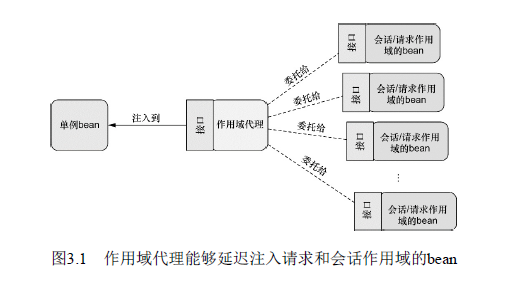 单例bean
注入到
接口
作用域代理
委托给
接口
会话/请求作用
域的bean
委托给
接口
会话/请求作用
域的bean
委托给
接口
会话/请求作用
域的bean
...
委托给
接口
会话/请求作用
域的bean
图3.1 作用域代理能够延迟注入请求和会话作用域的bean